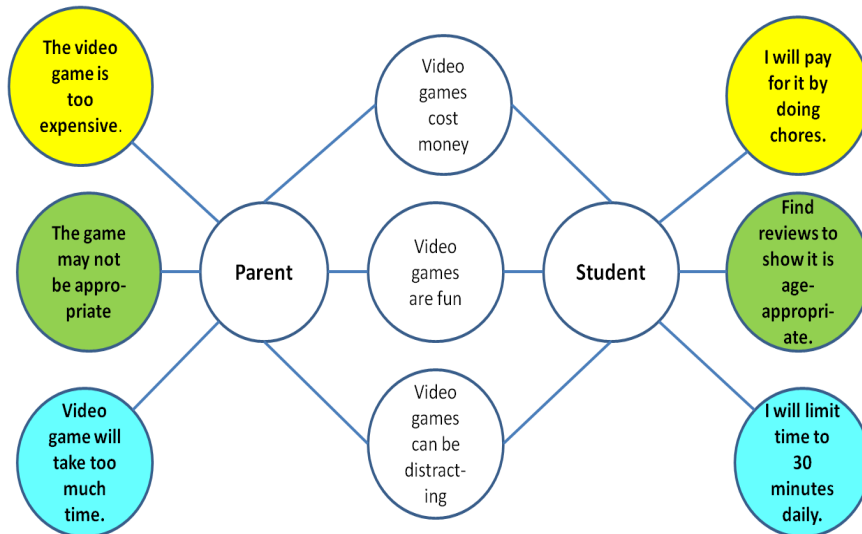 The video
game is
too
expensive.
Video
games
cost
money
I will pay
for it by
doing
chores.
The game
may not
be appro-
priate
Parent
Video
games
are fun
Student
Find
reviews to
show it is
age-
appropri-
ate.
Video
game will
take too
much
time.
Video
games
can be
distract-
ing
I will limit
time to
30
minutes
daily.